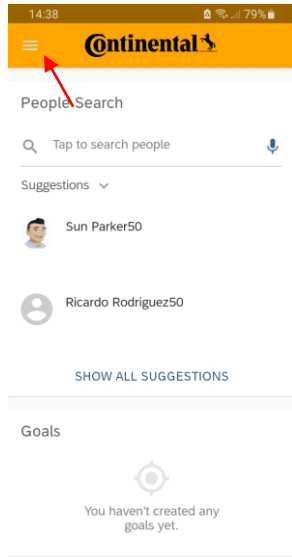 14:38 79%
Continental
People Search
Tap to search people
Suggestions
Sun Parker50
Ricardo Rodriguez50
SHOW ALL SUGGESTIONS
Goals
You haven't created any
goals yet.